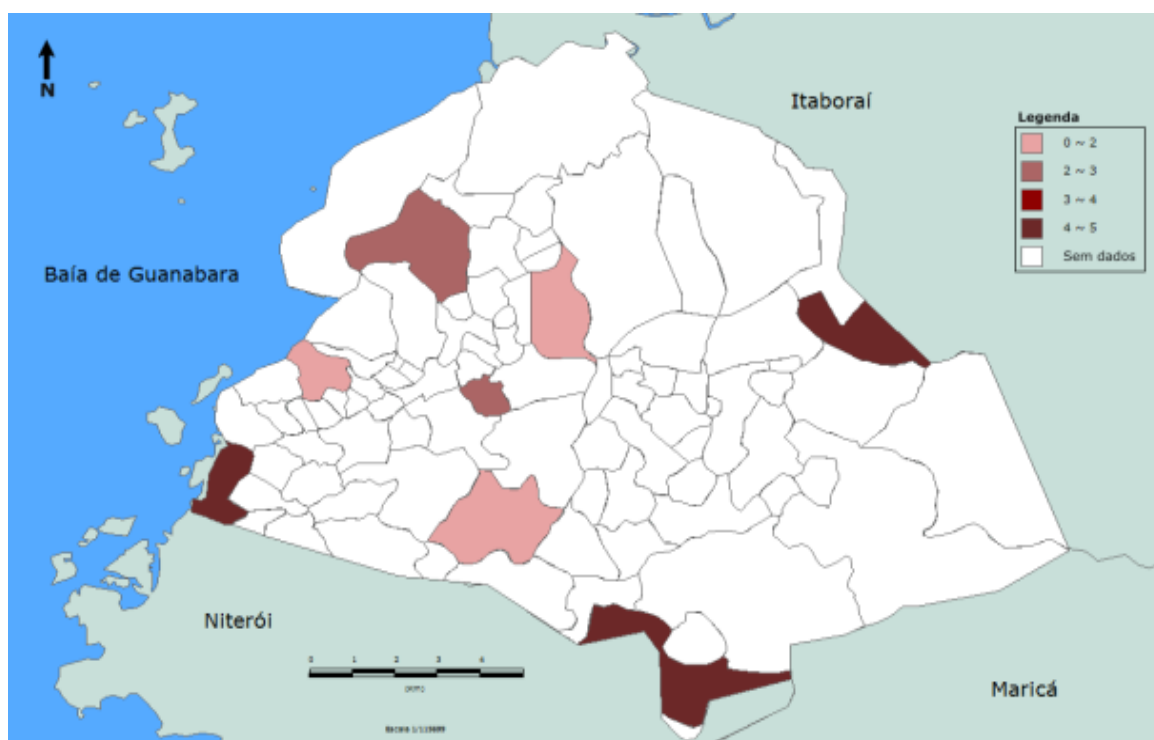 N
Itaboraí
Legenda
0 ~ 2
2 ~ 3
3 ~ 4
4 ~ 5
Sem dados
Baía de Guanabara
Niterói
0 1 2 3 4
Maricá